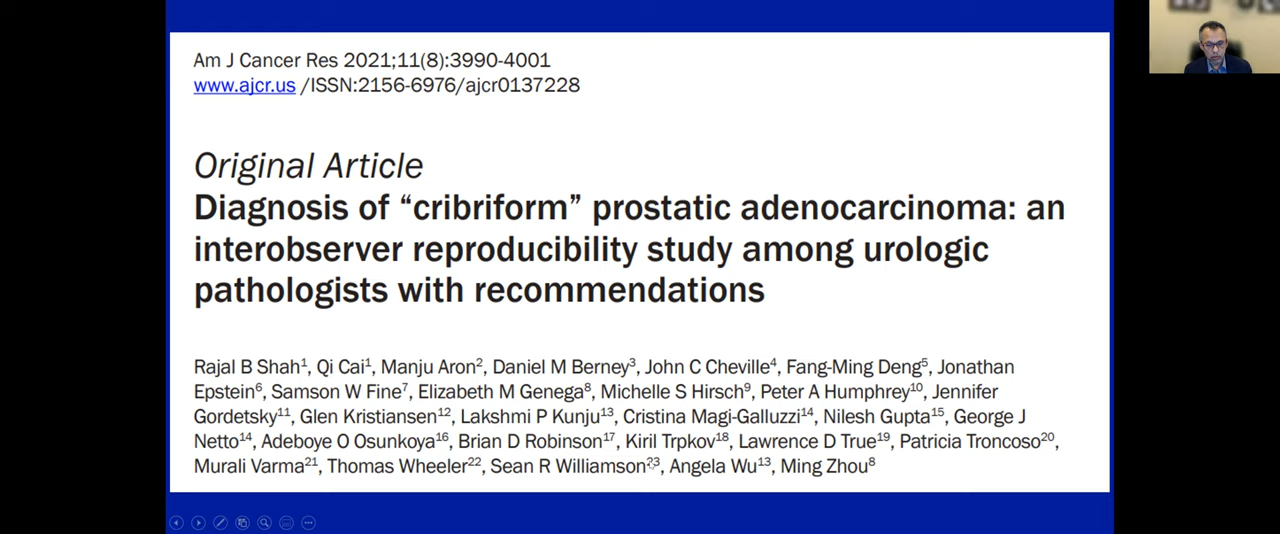 Am J Cancer Res 2021;11(8):3990-4001
www.ajcr.us /ISSN:2156-6976/ajcr0137228
Original Article
Diagnosis of “cribriform” prostatic adenocarcinoma: an
interobserver reproducibility study among urologic
pathologists with recommendations
Rajal B Shah1, Qi Cai1, Manju Aron2, Daniel M Berney3, John C Cheville4, Fang-Ming Deng5, Jonathan
Epstein6, Samson W Fine7, Elizabeth M Genega8, Michelle S Hirsch9, Peter A Humphrey10, Jennifer
Gordetsky11, Glen Kristiansen12, Lakshmi P Kunju13, Cristina Magi-Galluzzi14, Nilesh Gupta15, George J
Netto14, Adeboye O Osunkoya16, Brian D Robinson17, Kiril Trpkov18, Lawrence D True19, Patricia Troncoso20,
Murali Varma21, Thomas Wheeler22, Sean R Williamson23, Angela Wu13, Ming Zhou8